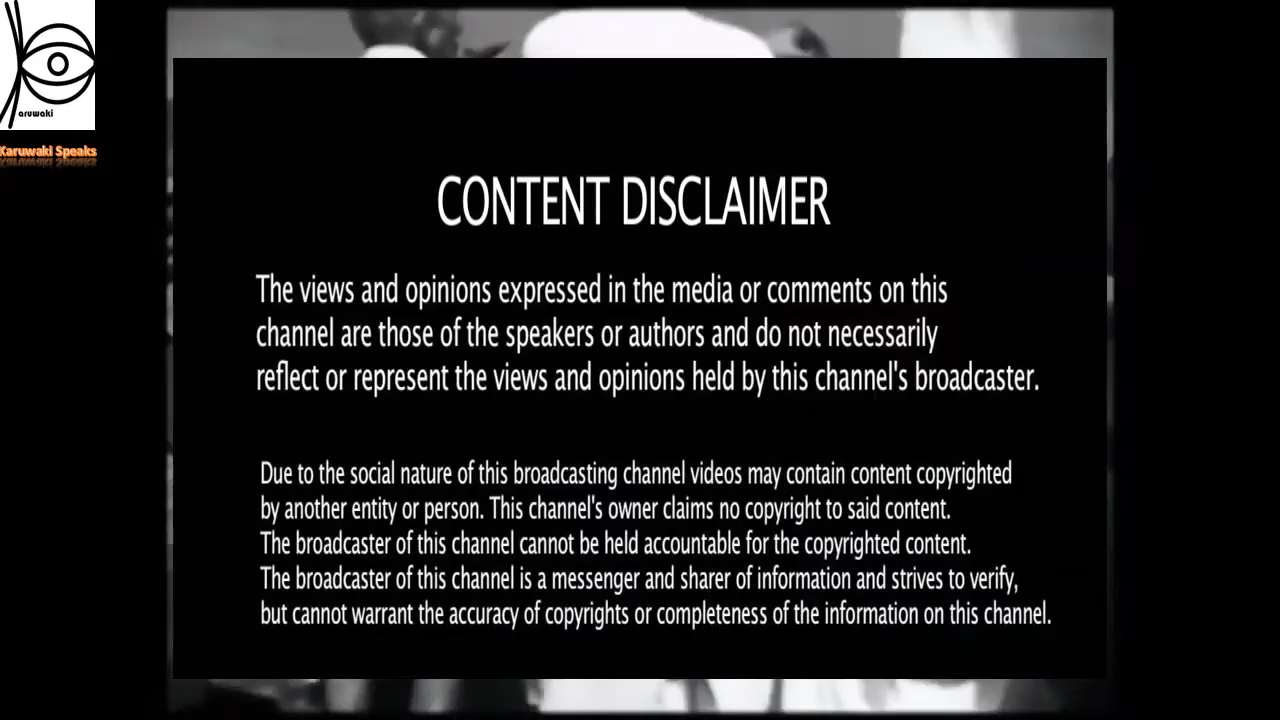 aruwaki
Karuwaki Speaks
CONTENT DISCLAIMER
The views and opinions expressed in the media or comments on this
channel are those of the speakers or authors and do not necessarily
reflect or represent the views and opinions held by this channel's broadcaster.
Due to the social nature of this broadcasting channel videos may contain content copyrighted
by another entity or person. This channel's owner claims no copyright to said content.
The broadcaster of this channel cannot be held accountable for the copyrighted content.
The broadcaster of this channel is a messenger and sharer of information and strives to verify,
but cannot warrant the accuracy of copyrights or completeness of the information on this channel.